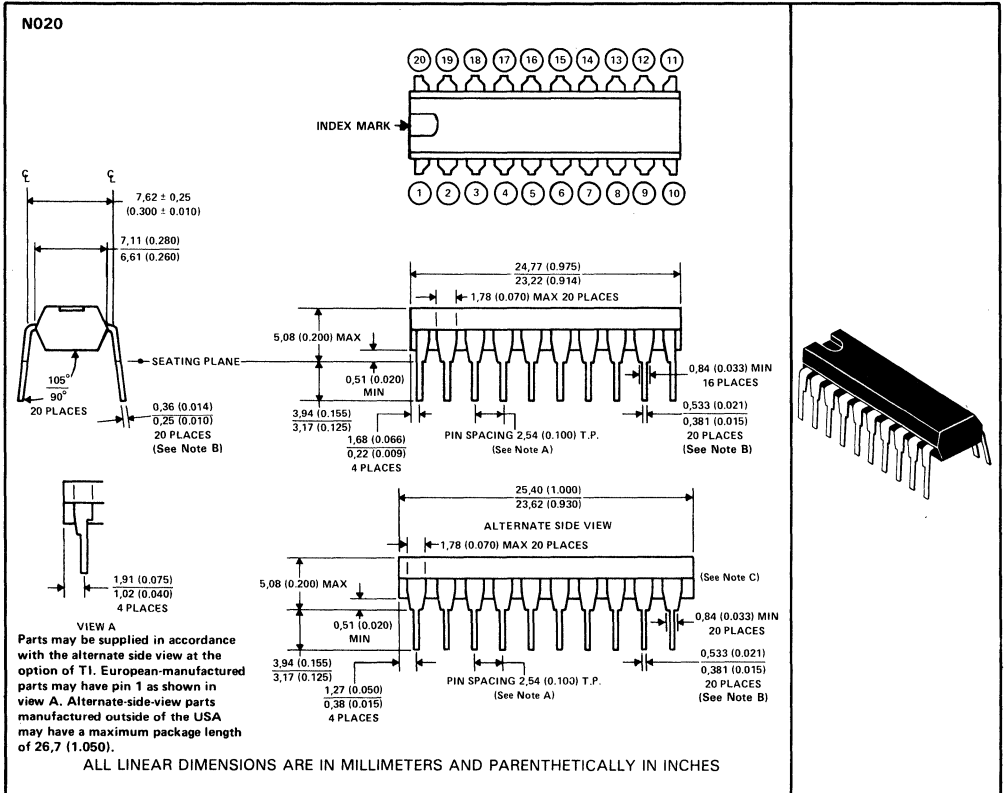 N020
20 19 18 17 16 15 14 13 12 11
INDEX MARK
1 2 3 4 5 6 7 8 9 10
℄ ℄
7,62 ± 0,25
(0.300 ± 0.010)
7,11 (0.280)
6,61 (0.260)
105°
90°
20 PLACES
0,36 (0.014)
0,25 (0.010)
20 PLACES
(See Note B)
SEATING PLANE
24,77 (0.975)
23,22 (0.914)
1,78 (0.070) MAX 20 PLACES
5,08 (0.200) MAX
0,51 (0.020)
MIN
3,94 (0.155)
3,17 (0.125)
1,68 (0.066)
0,22 (0.009)
4 PLACES
PIN SPACING 2,54 (0.100) T.P.
(See Note A)
0,84 (0.033) MIN
16 PLACES
0,533 (0.021)
0,381 (0.015)
20 PLACES
(See Note B)
25,40 (1.000)
23,62 (0.930)
ALTERNATE SIDE VIEW
1,78 (0.070) MAX 20 PLACES
5,08 (0.200) MAX
(See Note C)
0,51 (0.020)
MIN
0,84 (0.033) MIN
20 PLACES
3,94 (0.155)
3,17 (0.125)
1,27 (0.050)
0,38 (0.015)
4 PLACES
PIN SPACING 2,54 (0.100) T.P.
(See Note A)
0,533 (0.021)
0,381 (0.015)
20 PLACES
(See Note B)
1,91 (0.075)
1,02 (0.040)
4 PLACES
VIEW A
Parts may be supplied in accordance
with the alternate side view at the
option of TI. European-manufactured
parts may have pin 1 as shown in
view A. Alternate-side-view parts
manufactured outside of the USA
may have a maximum package length
of 26,7 (1.050).
ALL LINEAR DIMENSIONS ARE IN MILLIMETERS AND PARENTHETICALLY IN INCHES